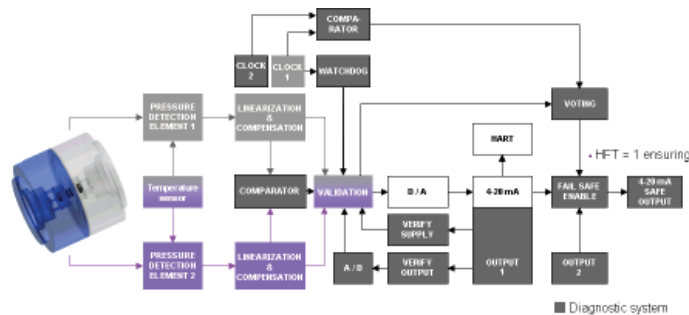 COMPA-
RATOR
CLOCK
2
CLOCK
1
WATCHDOG
PRESSURE
DETECTION
ELEMENT 1
LINEARIZATION
&
COMPENSATION
VOTING
HART
• HFT = 1 ensuring
Temperature
sensor
COMPARATOR
VALIDATION
D / A
4-20 mA
FAIL SAFE
ENABLE
4-20 mA
SAFE
OUTPUT
VERIFY
SUPPLY
PRESSURE
DETECTION
ELEMENT 2
LINEARIZATION
&
COMPENSATION
A / D
VERIFY
OUTPUT
OUTPUT
1
OUTPUT
2
Diagnostic system